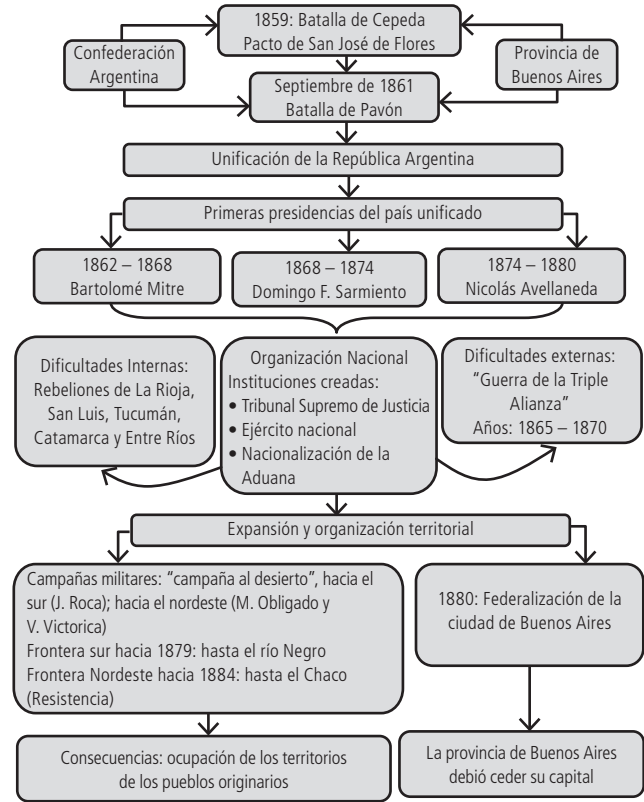 1859: Batalla de Cepeda
Pacto de San José de Flores
Confederación
Argentina
Provincia de
Buenos Aires
Septiembre de 1861
Batalla de Pavón
Unificación de la República Argentina
Primeras presidencias del país unificado
1862 – 1868
Bartolomé Mitre
1868 – 1874
Domingo F. Sarmiento
1874 – 1880
Nicolás Avellaneda
Dificultades Internas:
Rebeliones de La Rioja,
San Luis, Tucumán,
Catamarca y Entre Ríos
Organización Nacional
Instituciones creadas:
• Tribunal Supremo de Justicia
• Ejército nacional
• Nacionalización de la
Aduana
Dificultades externas:
“Guerra de la Triple
Alianza”
Años: 1865 – 1870
Expansión y organización territorial
Campañas militares: “campaña al desierto”, hacia el
sur (J. Roca); hacia el nordeste (M. Obligado y
V. Victorica)
Frontera sur hacia 1879: hasta el río Negro
Frontera Nordeste hacia 1884: hasta el Chaco
(Resistencia)
1880: Federalización de la
ciudad de Buenos Aires
Consecuencias: ocupación de los territorios
de los pueblos originarios
La provincia de Buenos Aires
debió ceder su capital